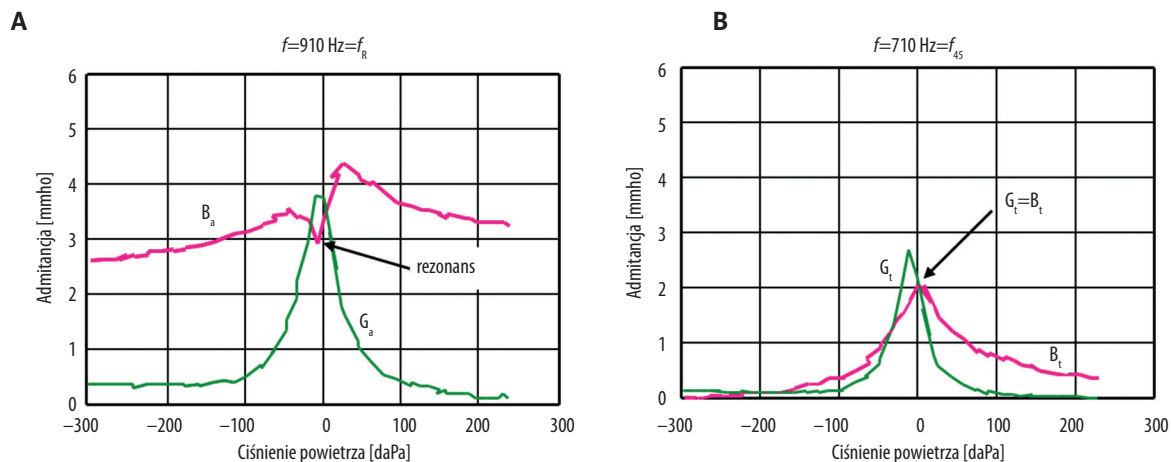 A
f=910 Hz=fR
6
5
4
3
2
1
0
Admitancja [mmho]
Ba
Ga
rezonans
–300
–200
–100
0
100
200
300
Ciśnienie powietrza [daPa]
B
f=710 Hz=f45
6
5
4
3
2
1
0
Admitancja [mmho]
Gt=Bt
Gt
Bt
–300
–200
–100
0
100
200
300
Ciśnienie powietrza [daPa]